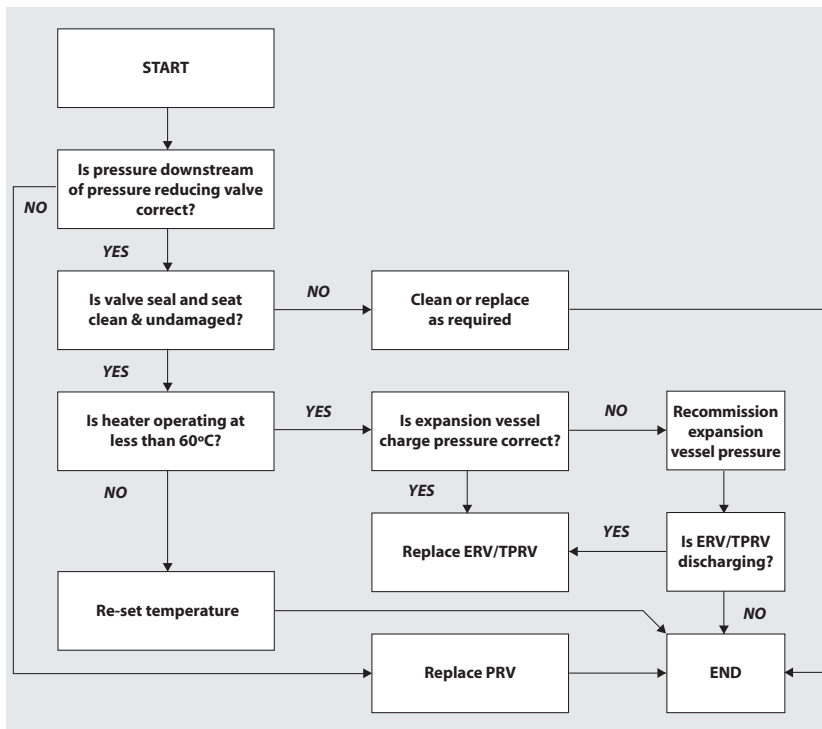 START
Is pressure downstream
of pressure reducing valve
correct?
NO
YES
Is valve seal and seat
clean & undamaged?
NO
Clean or replace
as required
YES
Is heater operating at
less than 60ºC?
YES
Is expansion vessel
charge pressure correct?
NO
Recommission
expansion
vessel pressure
NO
YES
Replace ERV/TPRV
YES
Is ERV/TPRV
discharging?
Re-set temperature
NO
Replace PRV
END